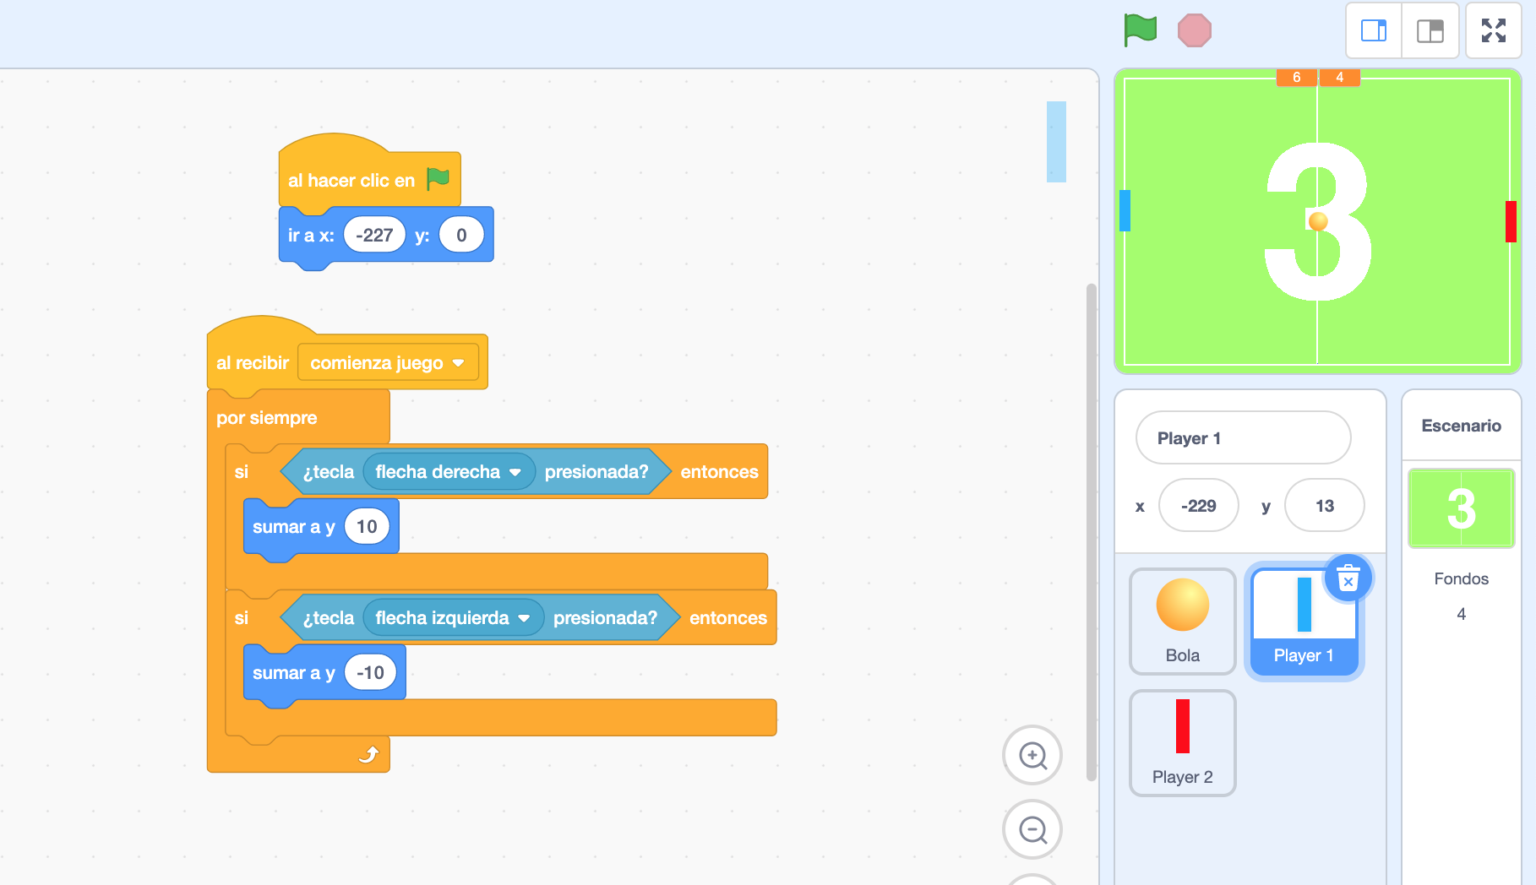 6 4
3
al hacer clic en
ir a x: -227 y: 0
al recibir comienza juego
por siempre
si ¿tecla flecha derecha presionada? entonces
sumar a y 10
si ¿tecla flecha izquierda presionada? entonces
sumar a y -10
Player 1
x -229 y 13
Bola
Player 1
Player 2
Escenario
3
Fondos
4